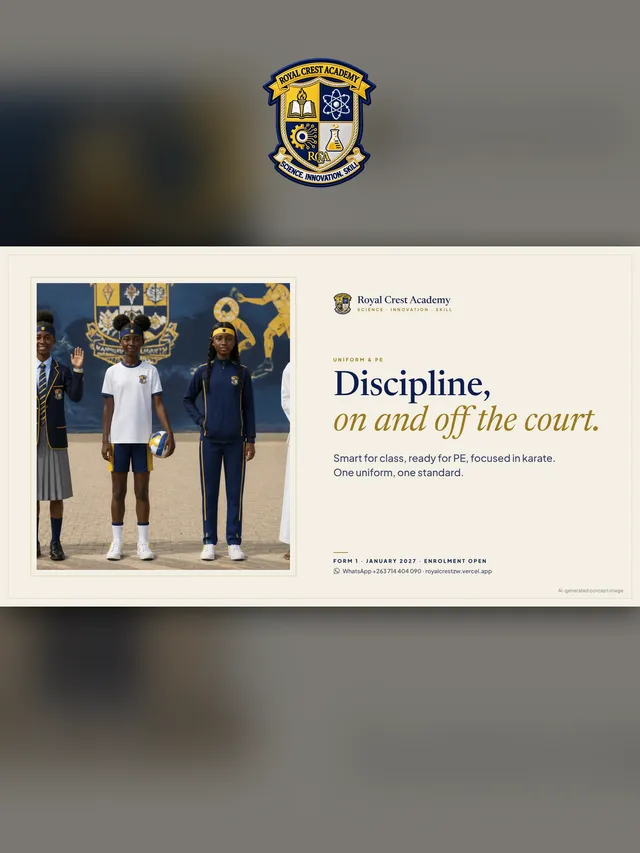 ROYAL CREST ACADEMY
RCA
SCIENCE. INNOVATION. SKILL
Royal Crest Academy
SCIENCE · INNOVATION · SKILL
UNIFORM & PE
Discipline,
on and off the court.
Smart for class, ready for PE, focused in karate.
One uniform, one standard.
FORM 1 · JANUARY 2027 · ENROLMENT OPEN
WhatsApp +263 714 404 090 · royalcrestzw.vercel.app
AI-generated concept image